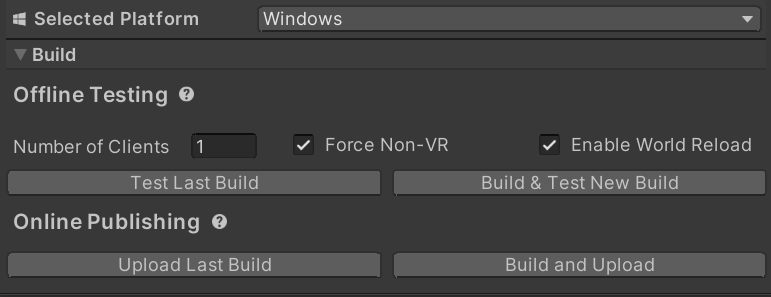 Selected Platform Windows
Build
Offline Testing ?
Number of Clients 1 Force Non-VR Enable World Reload
Test Last Build Build & Test New Build
Online Publishing ?
Upload Last Build Build and Upload